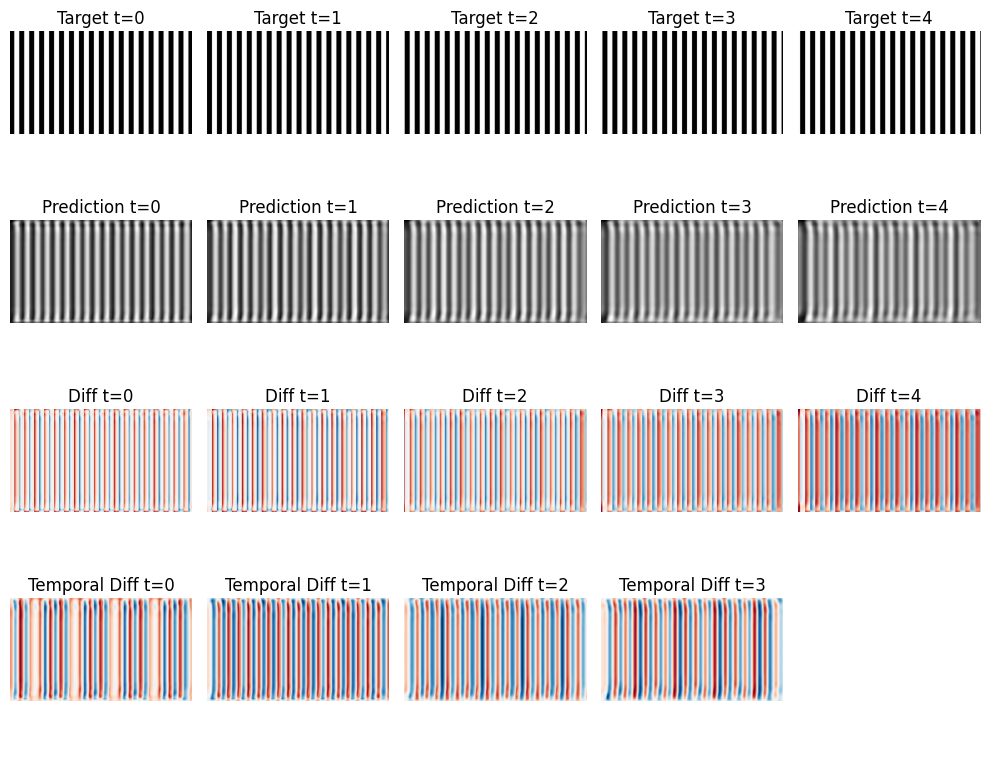 Target t=0 Target t=1 Target t=2 Target t=3 Target t=4
Prediction t=0 Prediction t=1 Prediction t=2 Prediction t=3 Prediction t=4
Diff t=0 Diff t=1 Diff t=2 Diff t=3 Diff t=4
Temporal Diff t=0 Temporal Diff t=1 Temporal Diff t=2 Temporal Diff t=3